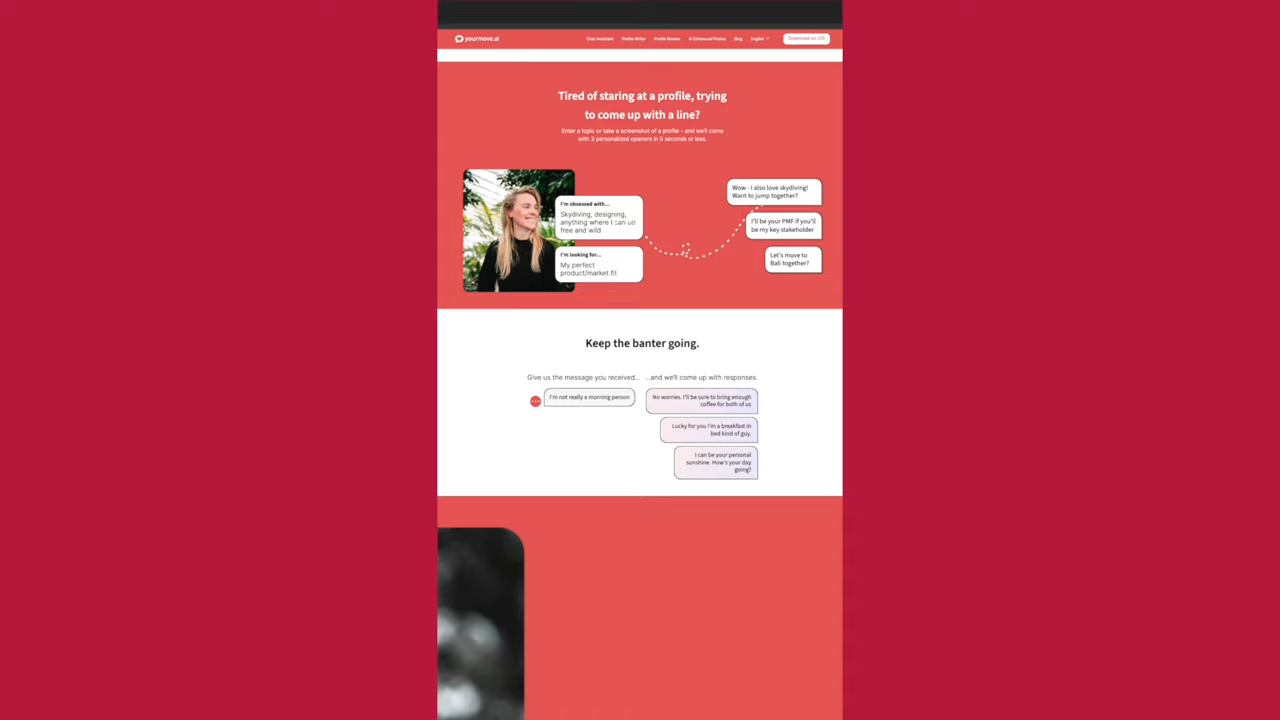 yourmove.ai
Chat Assistant Profile Writer Profile Review AI Enhanced Photos Blog English Download on iOS
Tired of staring at a profile, trying
to come up with a line?
Enter a topic or take a screenshot of a profile - and we'll come
with 3 personalized openers in 5 seconds or less.
I'm obsessed with...
Skydiving, designing,
anything where I can do
free and wild
I'm looking for...
My perfect
product/market fit
Wow - I also love skydiving!
Want to jump together?
I'll be your PMF if you'll
be my key stakeholder
Let's move to
Bali together?
Keep the banter going.
Give us the message you received...
...and we'll come up with responses.
I'm not really a morning person
No worries. I'll be sure to bring enough
coffee for both of us
Lucky for you I'm a breakfast in
bed kind of guy.
I can be your personal
sunshine. How's your day
going?